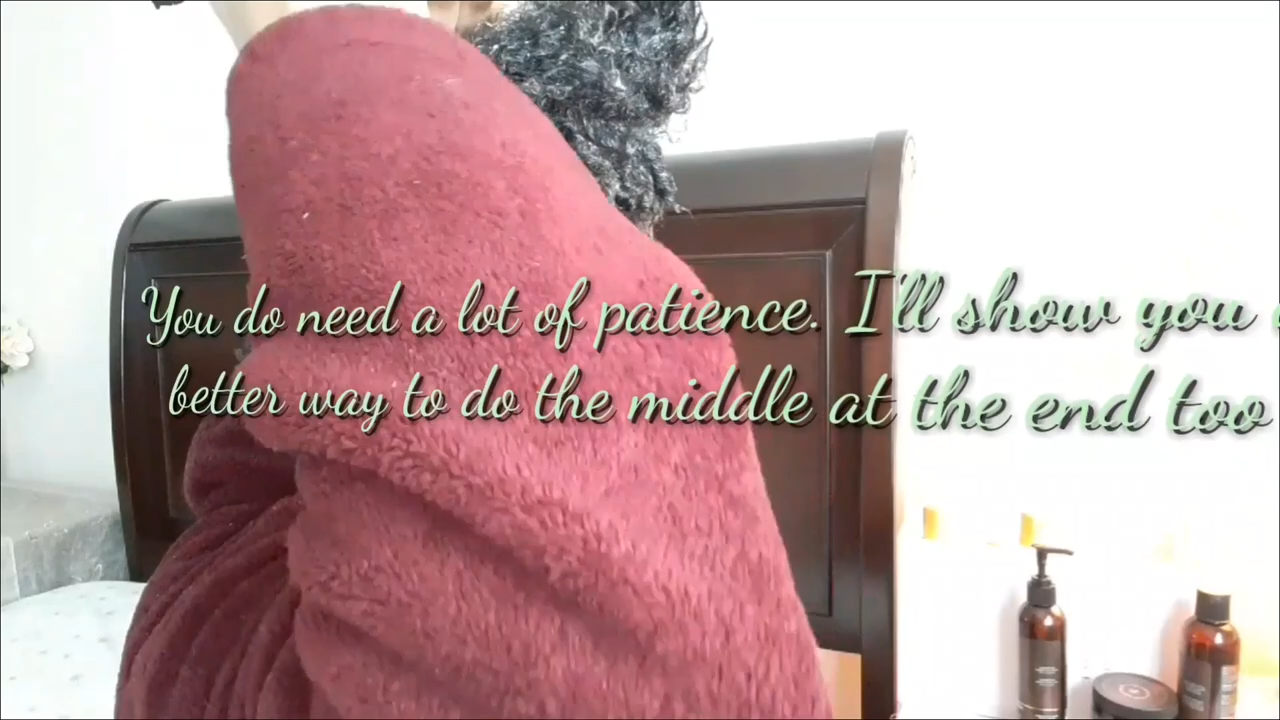 You do need a lot of patience. I'll show you
better way to do the middle at the end too